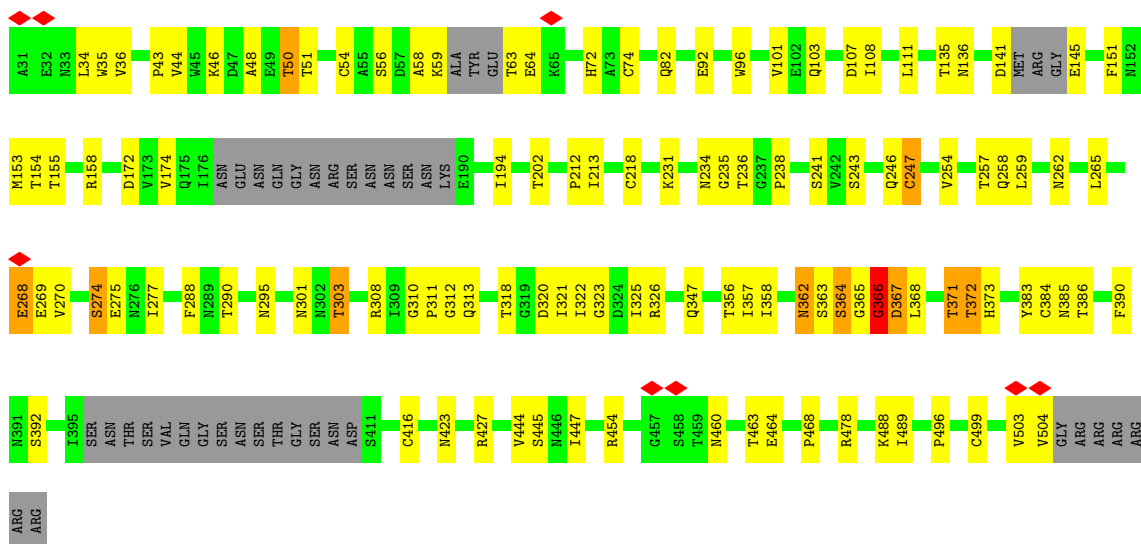 A31 E32 N33 L34 W35 V36 P43 V44 W45 K46 D47 A48 E49 T50 T51 C54 A55 S56 D57 A58 K59 ALA TYR GLU T63 E64 K65 H72 A73 C74 Q82 E92 W96 V101 E102 Q103 D107 I108 L111 T135 N136 D141 MET ARG GLY E145 F151 N152
M153 T154 T155 R158 D172 V173 V174 Q175 I176 ASN GLU ASN GLN GLY ASN ARG SER ASN ASN SER ASN LYS E190 I194 T202 P212 I213 C218 K231 N234 G235 T236 G237 P238 S241 V242 S243 Q246 C247 V254 T257 Q258 L259 N262 L265
E268 E269 V270 S274 E275 N276 I277 F288 N289 T290 N295 N301 N302 T303 R308 I309 G310 P311 G312 Q313 T318 G319 D320 I321 I322 G323 D324 I325 R326 Q347 T356 I357 I358 N362 S363 S364 G365 G366 D367 L368 T371 T372 H373 Y383 C384 N385 T386 F390
N391 S392 I395 SER ASN THR SER VAL GLN GLY SER ASN SER THR GLY SER ASN ASP S411 C416 N423 R427 V444 S445 N446 I447 R454 G457 S458 T459 N460 T463 E464 P468 R478 K488 I489 P496 C499 V503 V504 GLY ARG ARG ARG ARG
ARG ARG